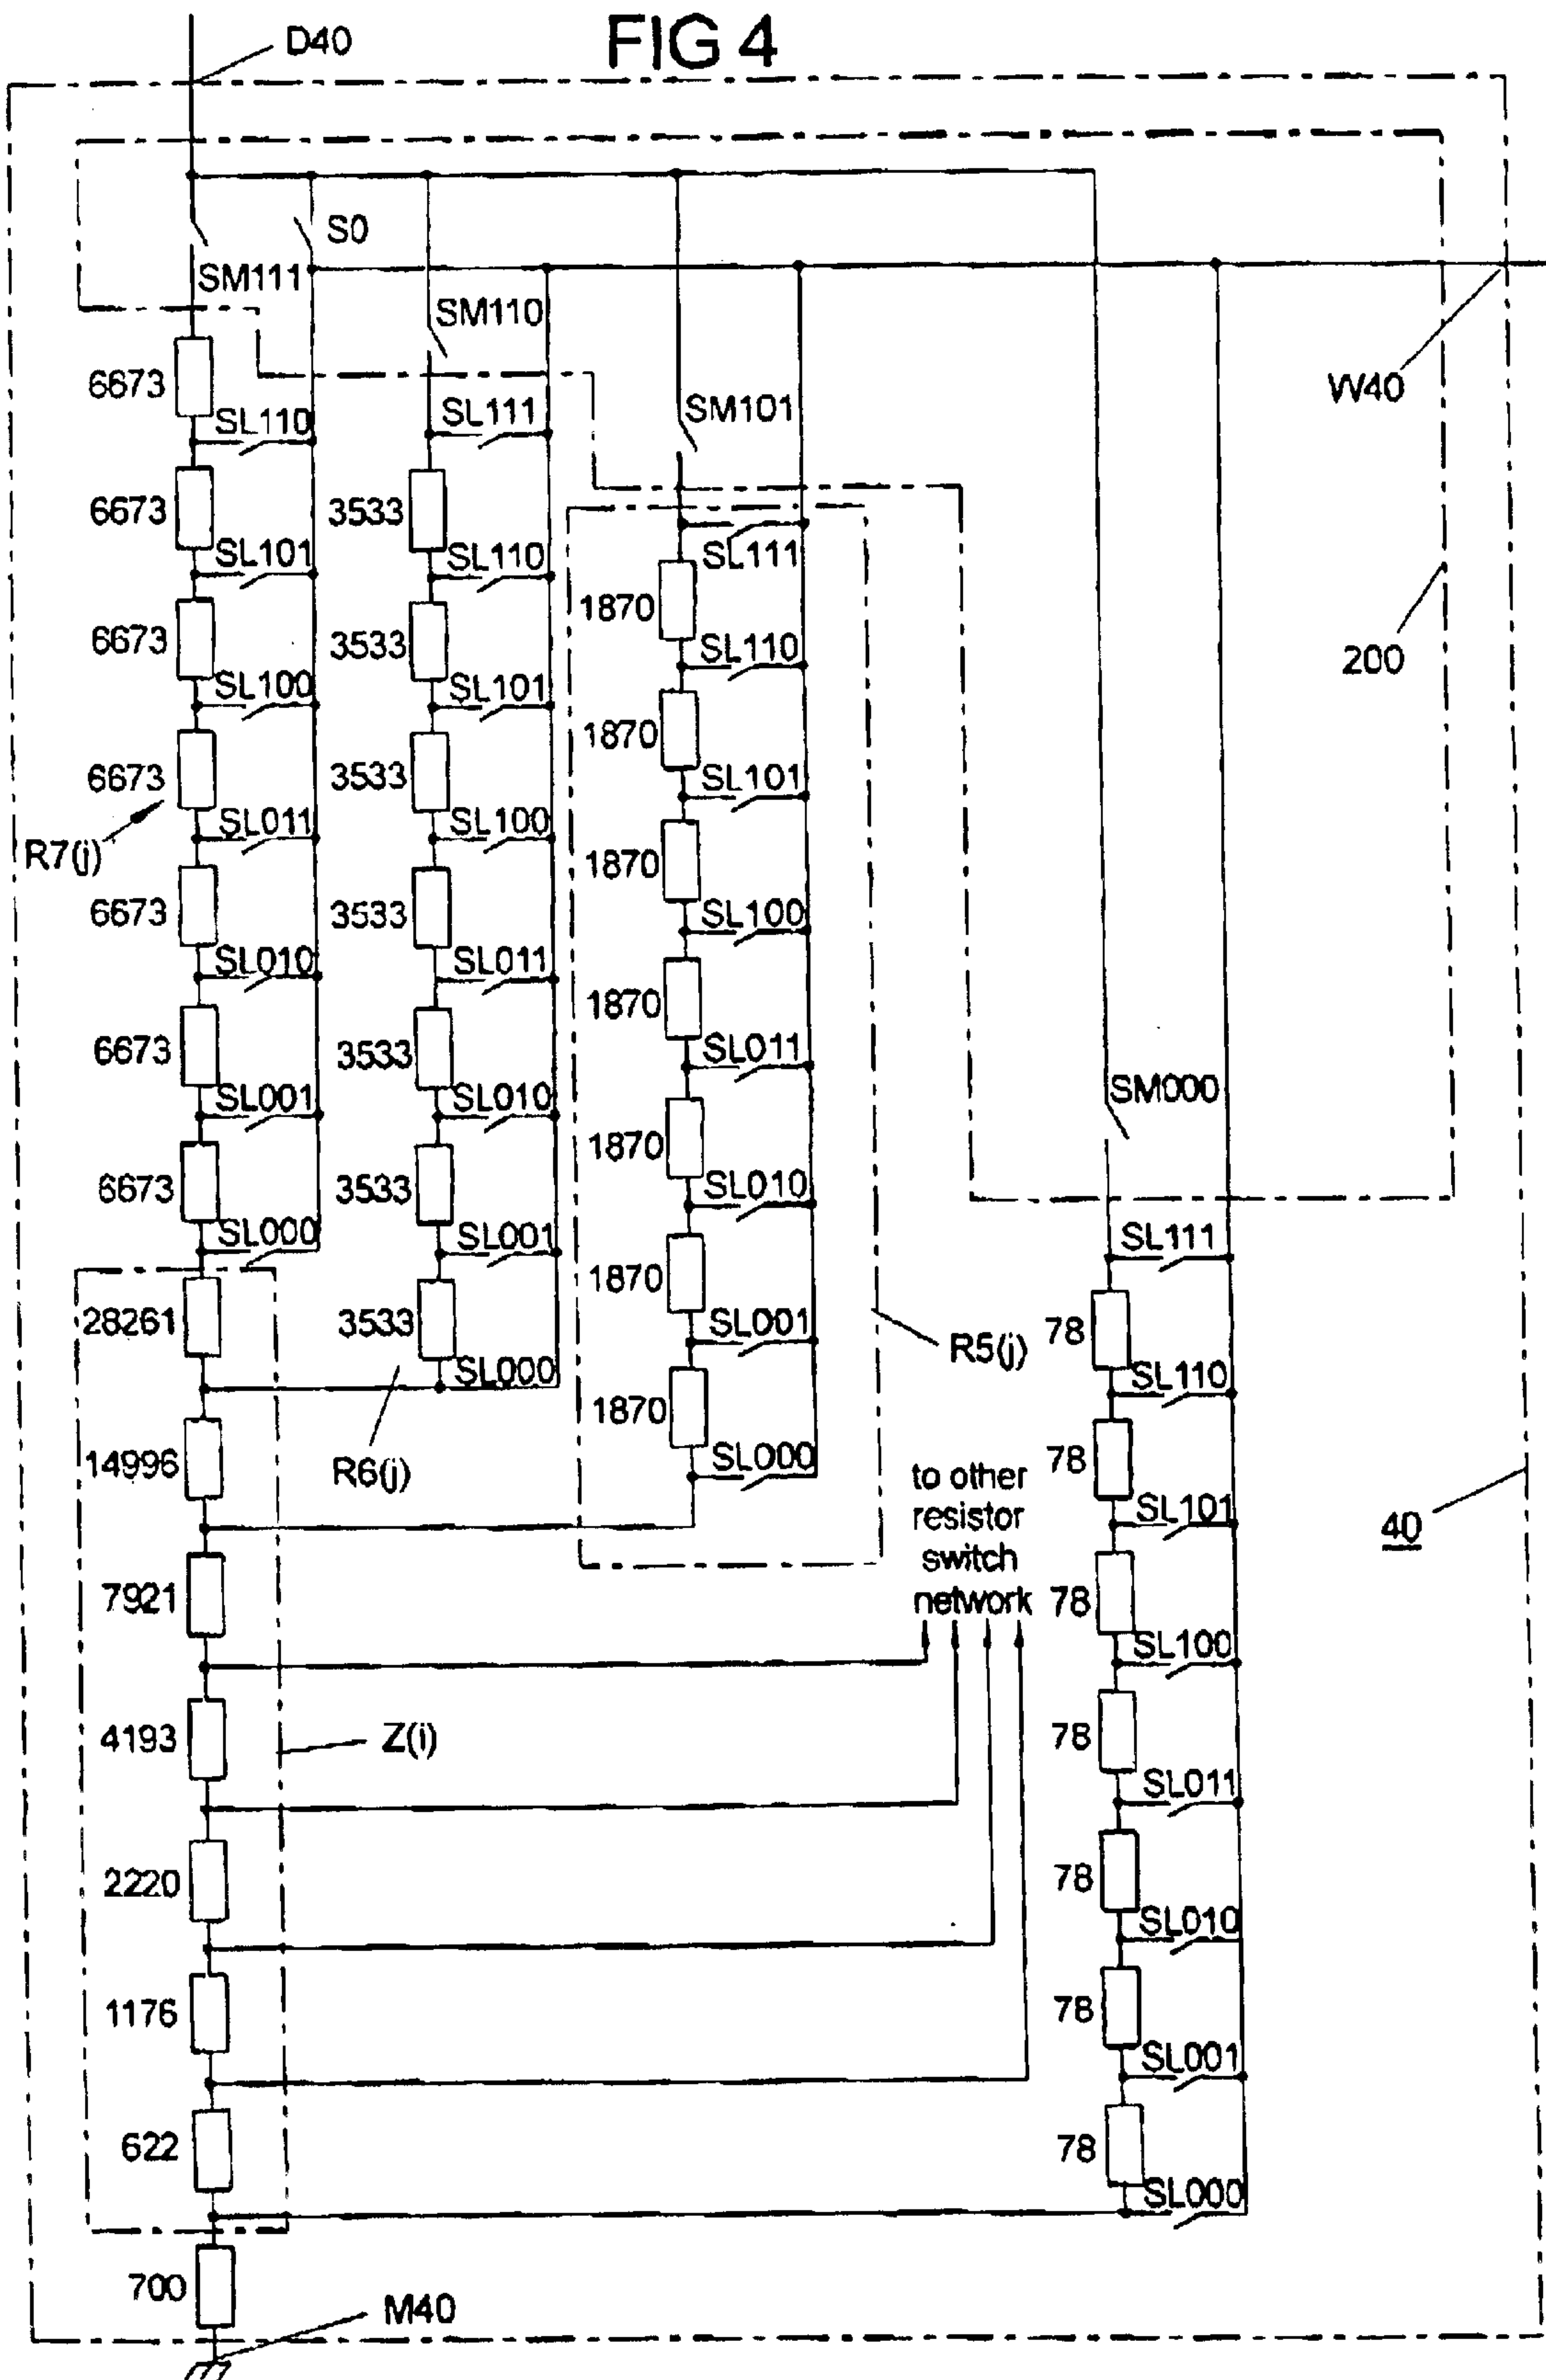 FIG 4
D40
S0
SM111
SM110
SM101
W40
6673
SL110
6673
SL101
6673
SL100
6673
R7(j)
SL011
6673
SL010
6673
SL001
6673
SL000
SL111
3533
SL110
3533
SL101
3533
SL100
3533
SL011
3533
SL010
3533
SL001
3533
SL000
R6(j)
SL111
1870
SL110
1870
SL101
1870
SL100
1870
SL011
1870
SL010
1870
SL001
1870
SL000
R5(j)
200
SM000
SL111
78
SL110
78
SL101
78
SL100
78
SL011
78
SL010
78
SL001
78
SL000
40
to other
resistor
switch
network
28261
14996
7921
4193
Z(i)
2220
1176
622
700
M40